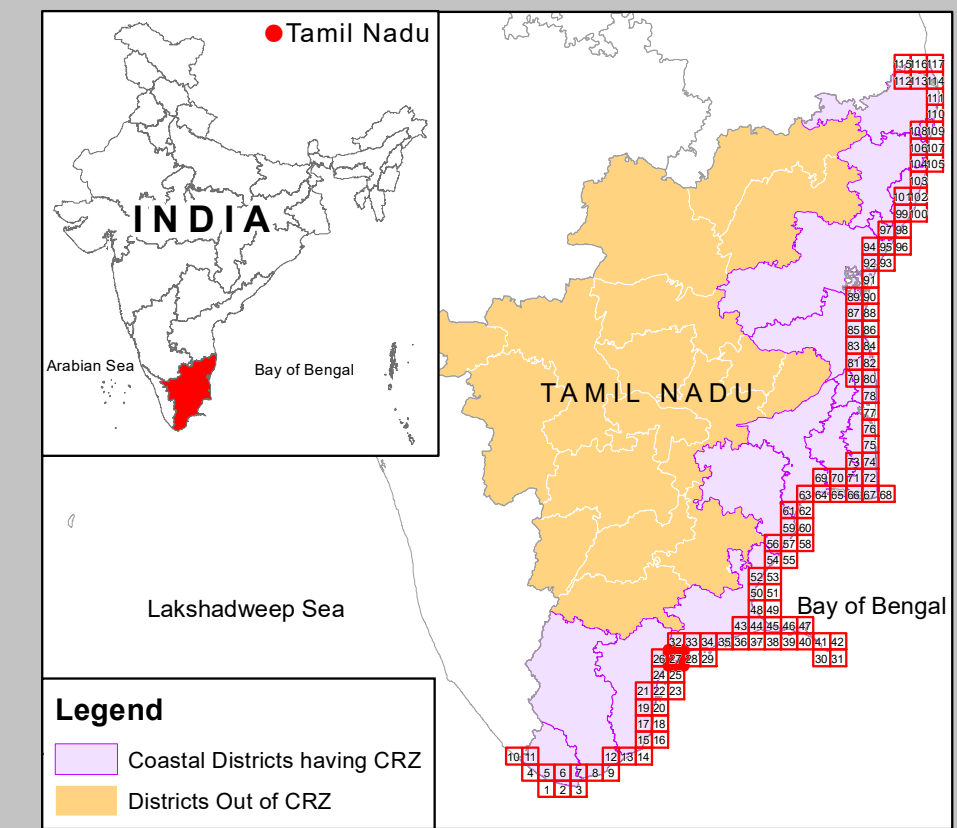 Tamil Nadu
INDIA
Arabian Sea
Bay of Bengal
TAMIL NADU
Lakshadweep Sea
Bay of Bengal
115 116 117
112 113 114
111
110
108 109
106 107
104 105
103
101 102
99 100
97 98
94 95 96
92 93
91
89 90
87 88
85 86
83 84
81 82
79 80
78
77
76
75
73 74
69 70 71 72
63 64 65 66 67 68
61 62
59 60
56 57 58
54 55
52 53
50 51
48 49
43 44 45 46 47
32 33 34 35 36 37 38 39 40 41 42
26 27 28 29 30 31
24 25
21 22 23
19 20
17 18
15 16
10 11 12 13 14
4 5 6 7 8 9
1 2 3
Legend
Coastal Districts having CRZ
Districts Out of CRZ